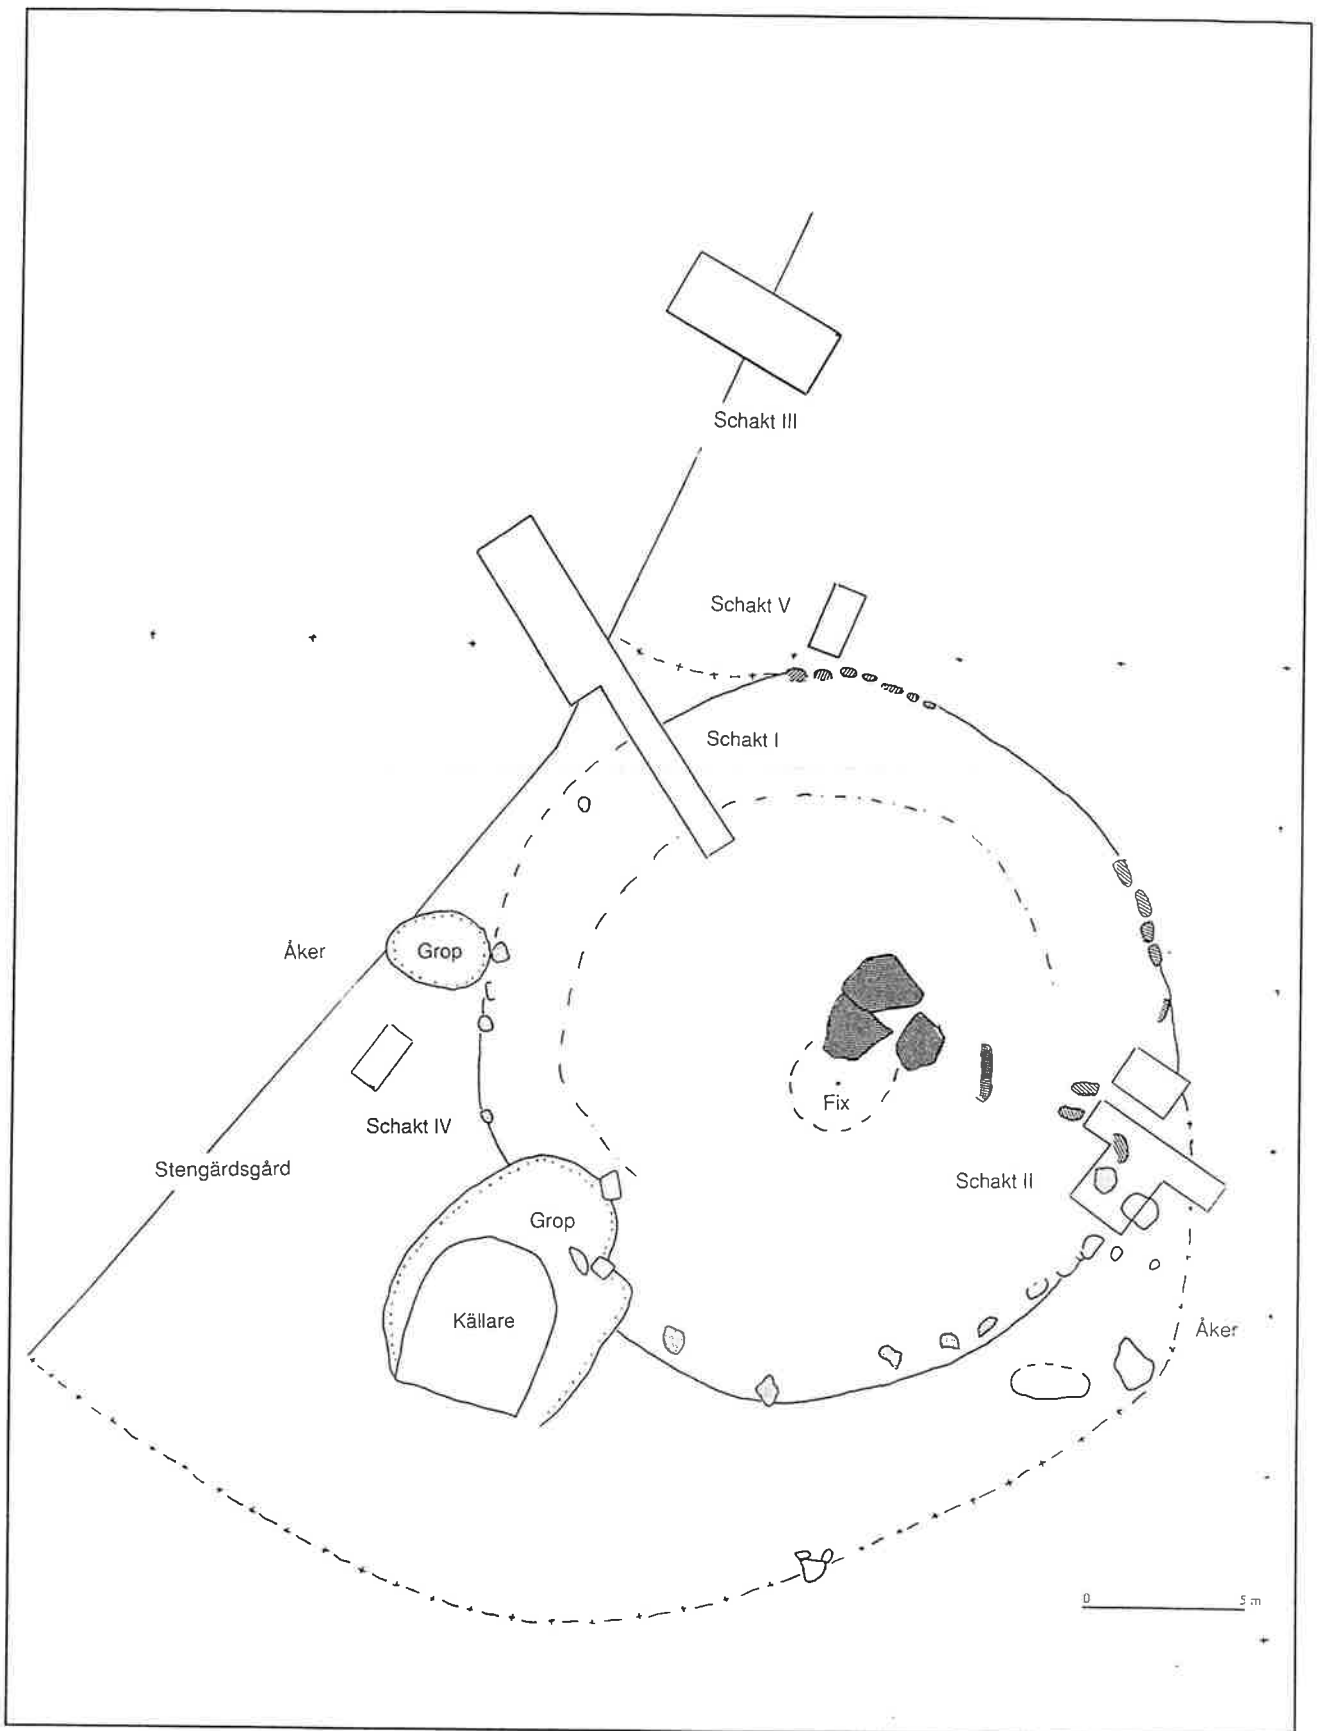 Schakt III
Schakt V
Schakt I
Åker
Grop
Fix
Schakt IV
Stengärdsgård
Schakt II
Grop
Källare
Åker
0 5 m